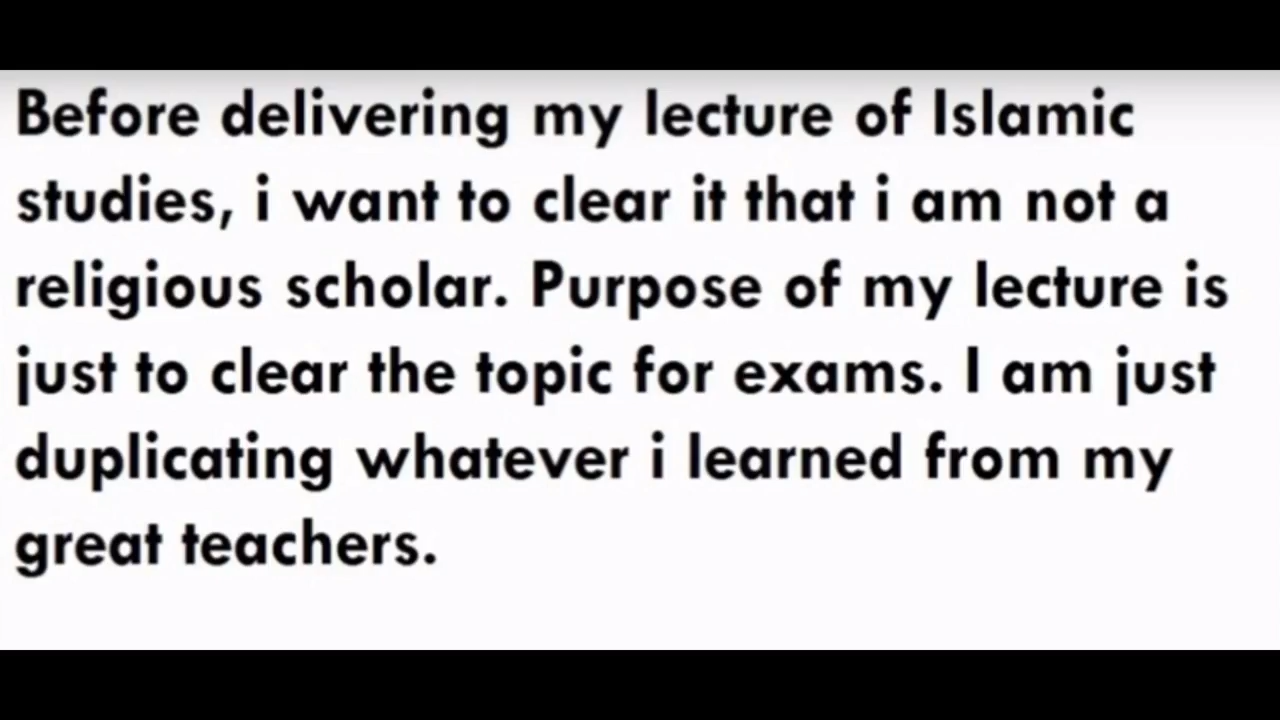 Before delivering my lecture of Islamic
studies, i want to clear it that i am not a
religious scholar. Purpose of my lecture is
just to clear the topic for exams. I am just
duplicating whatever i learned from my
great teachers.